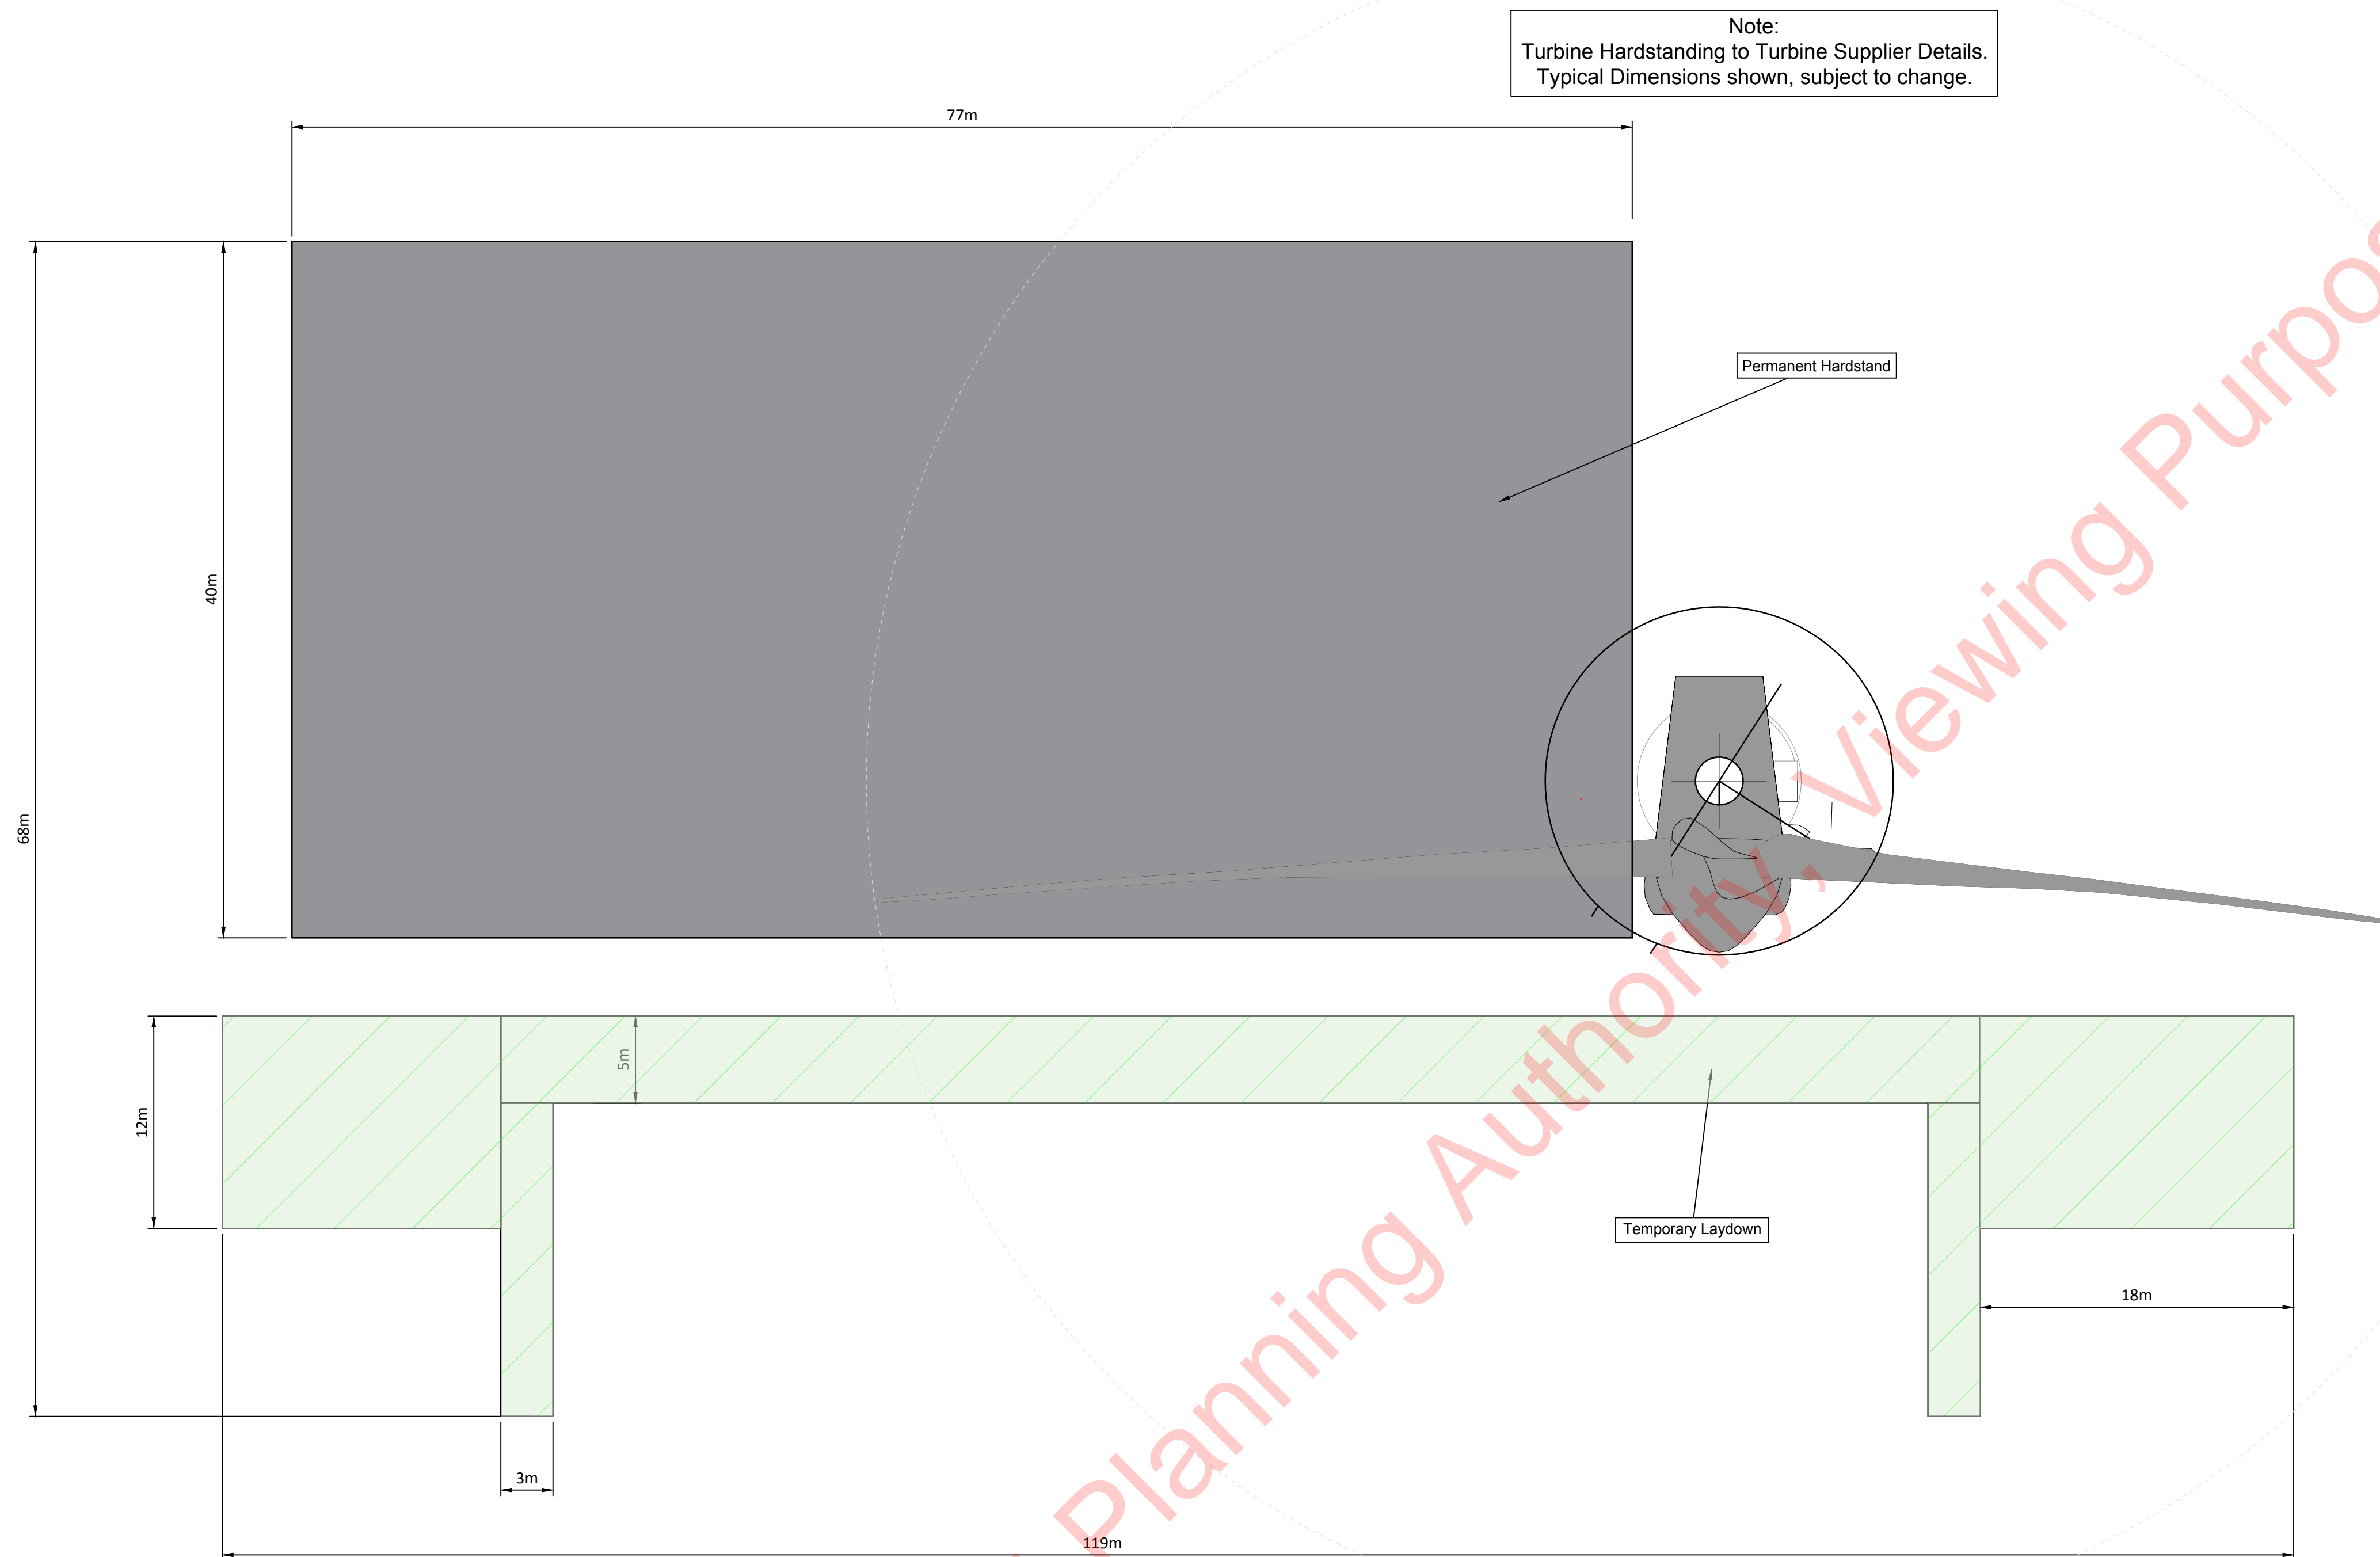 Note:
Turbine Hardstanding to Turbine Supplier Details.
Typical Dimensions shown, subject to change.
77m
Permanent Hardstand
40m
68m
5m
12m
Temporary Laydown
18m
3m
119m
Planning Authority, Viewing